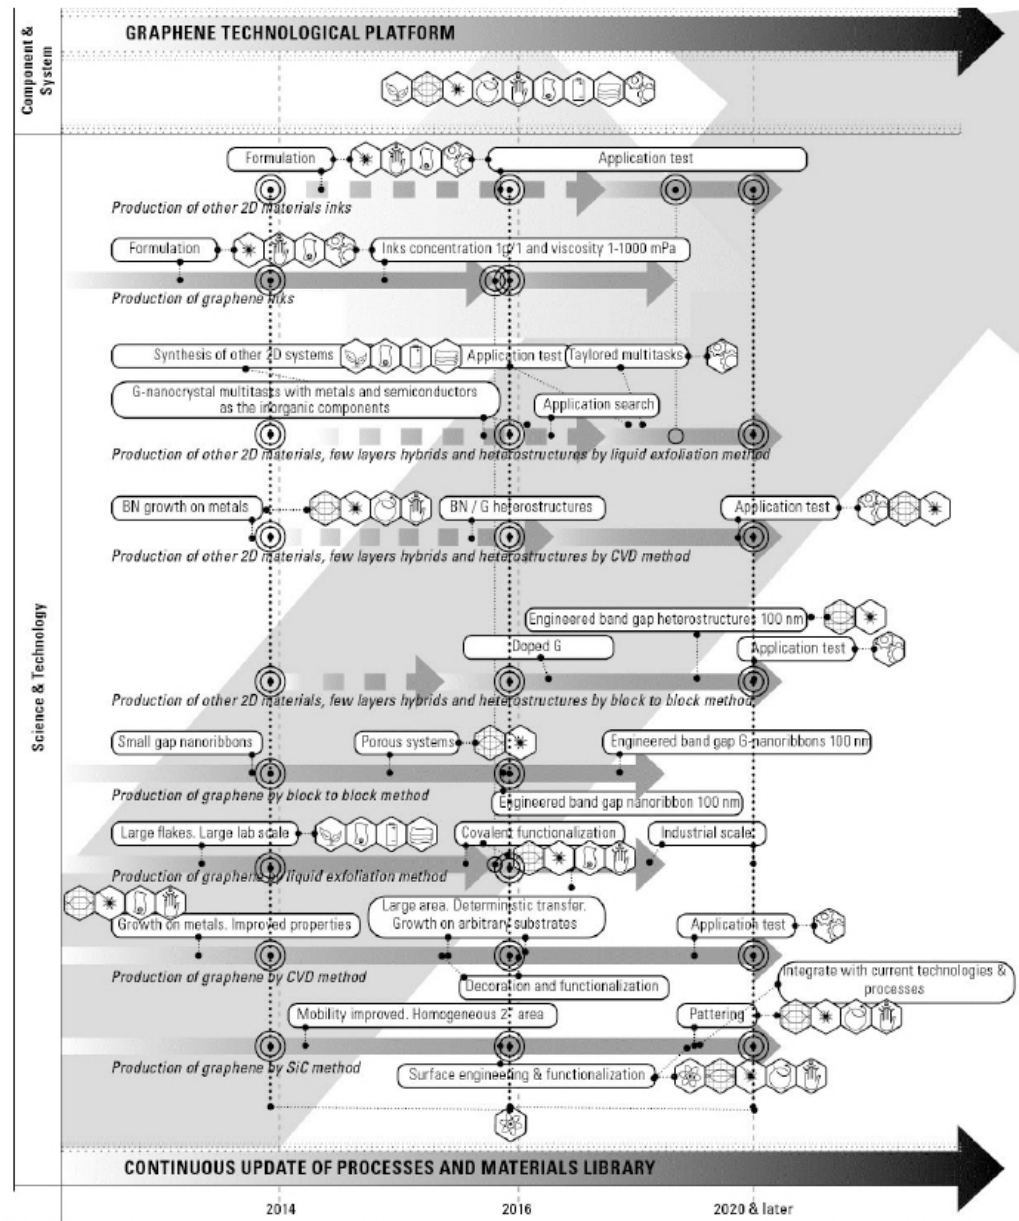 GRAPHENE TECHNOLOGICAL PLATFORM
Component &
System
Formulation
Application test
Production of other 2D materials inks
Formulation
Inks concentration 1g/1 and viscosity 1-1000 mPa
Production of graphene inks
Synthesis of other 2D systems
Application test
Taylored multitasks
G-nanocrystal multitasks with metals and semiconductors
as the inorganic components
Application search
Production of other 2D materials, few layers hybrids and heterostructures by liquid exfoliation method
BN growth on metals
BN / G heterostructures
Application test
Production of other 2D materials, few layers hybrids and heterostructures by CVD method
Science & Technology
Engineered band gap heterostructures 100 nm
Doped G
Application test
Production of other 2D materials, few layers hybrids and heterostructures by block to block method
Small gap nanoribbons
Porous systems
Engineered band gap G-nanoribbons 100 nm
Production of graphene by block to block method
Engineered band gap nanoribbon 100 nm
Large flakes. Large lab scale
Covalent functionalization
Industrial scale
Production of graphene by liquid exfoliation method
Large area. Deterministic transfer.
Growth on arbitrary substrates
Growth on metals. Improved properties
Application test
Production of graphene by CVD method
Decoration and functionalization
Integrate with current technologies &
processes
Mobility improved. Homogeneous 2" area
Pattering
Production of graphene by SiC method
Surface engineering & functionalization
CONTINUOUS UPDATE OF PROCESSES AND MATERIALS LIBRARY
2014
2016
2020 & later